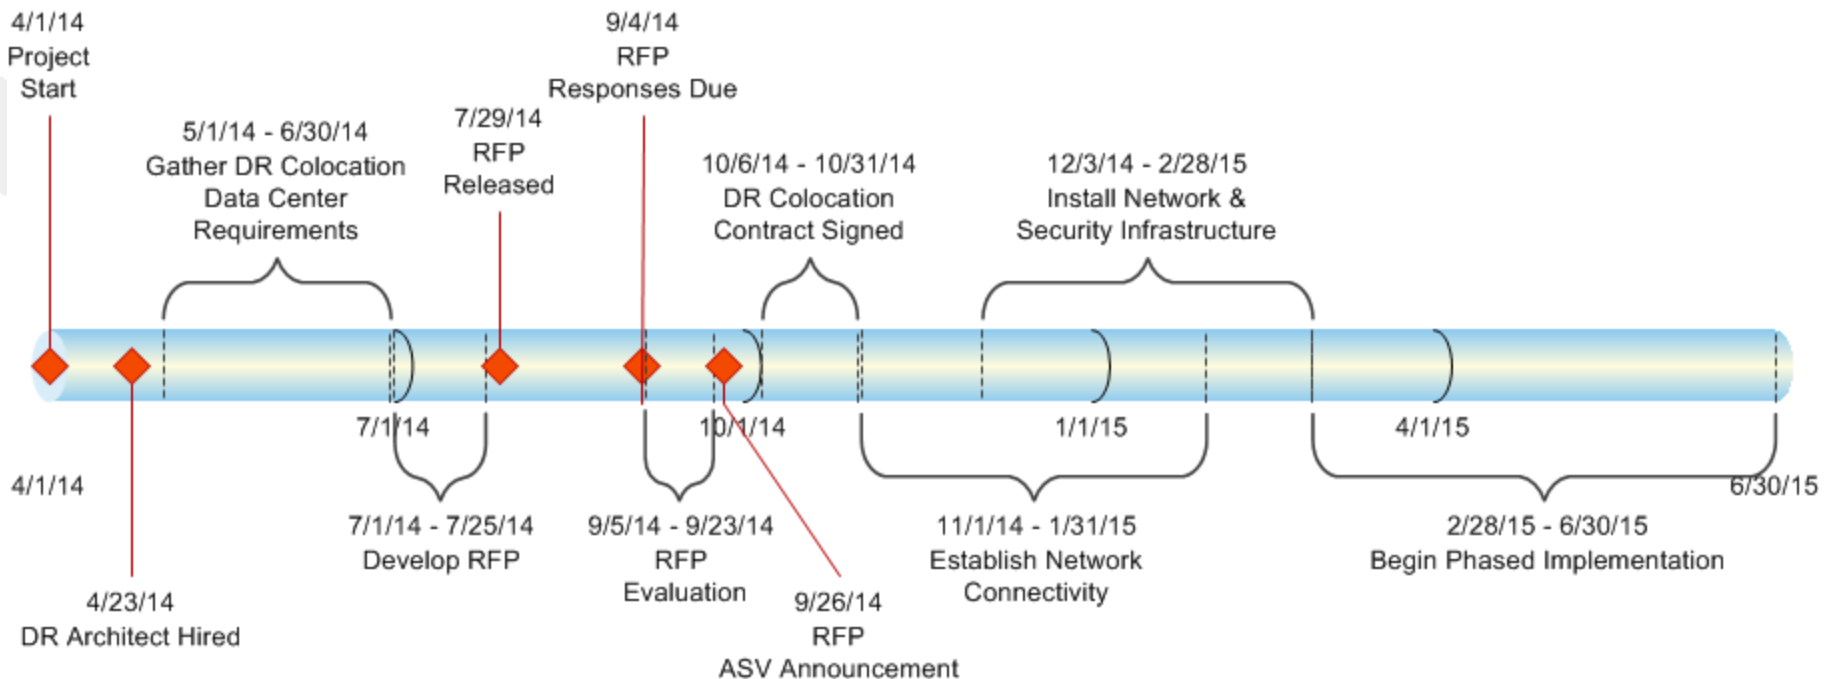 4/1/14
Project
Start
9/4/14
RFP
Responses Due
7/29/14
RFP
Released
5/1/14 - 6/30/14
Gather DR Colocation
Data Center
Requirements
10/6/14 - 10/31/14
DR Colocation
Contract Signed
12/3/14 - 2/28/15
Install Network &
Security Infrastructure
7/1/14
10/1/14
1/1/15
4/1/15
4/1/14
6/30/15
7/1/14 - 7/25/14
Develop RFP
9/5/14 - 9/23/14
RFP
Evaluation
11/1/14 - 1/31/15
Establish Network
Connectivity
2/28/15 - 6/30/15
Begin Phased Implementation
4/23/14
DR Architect Hired
9/26/14
RFP
ASV Announcement